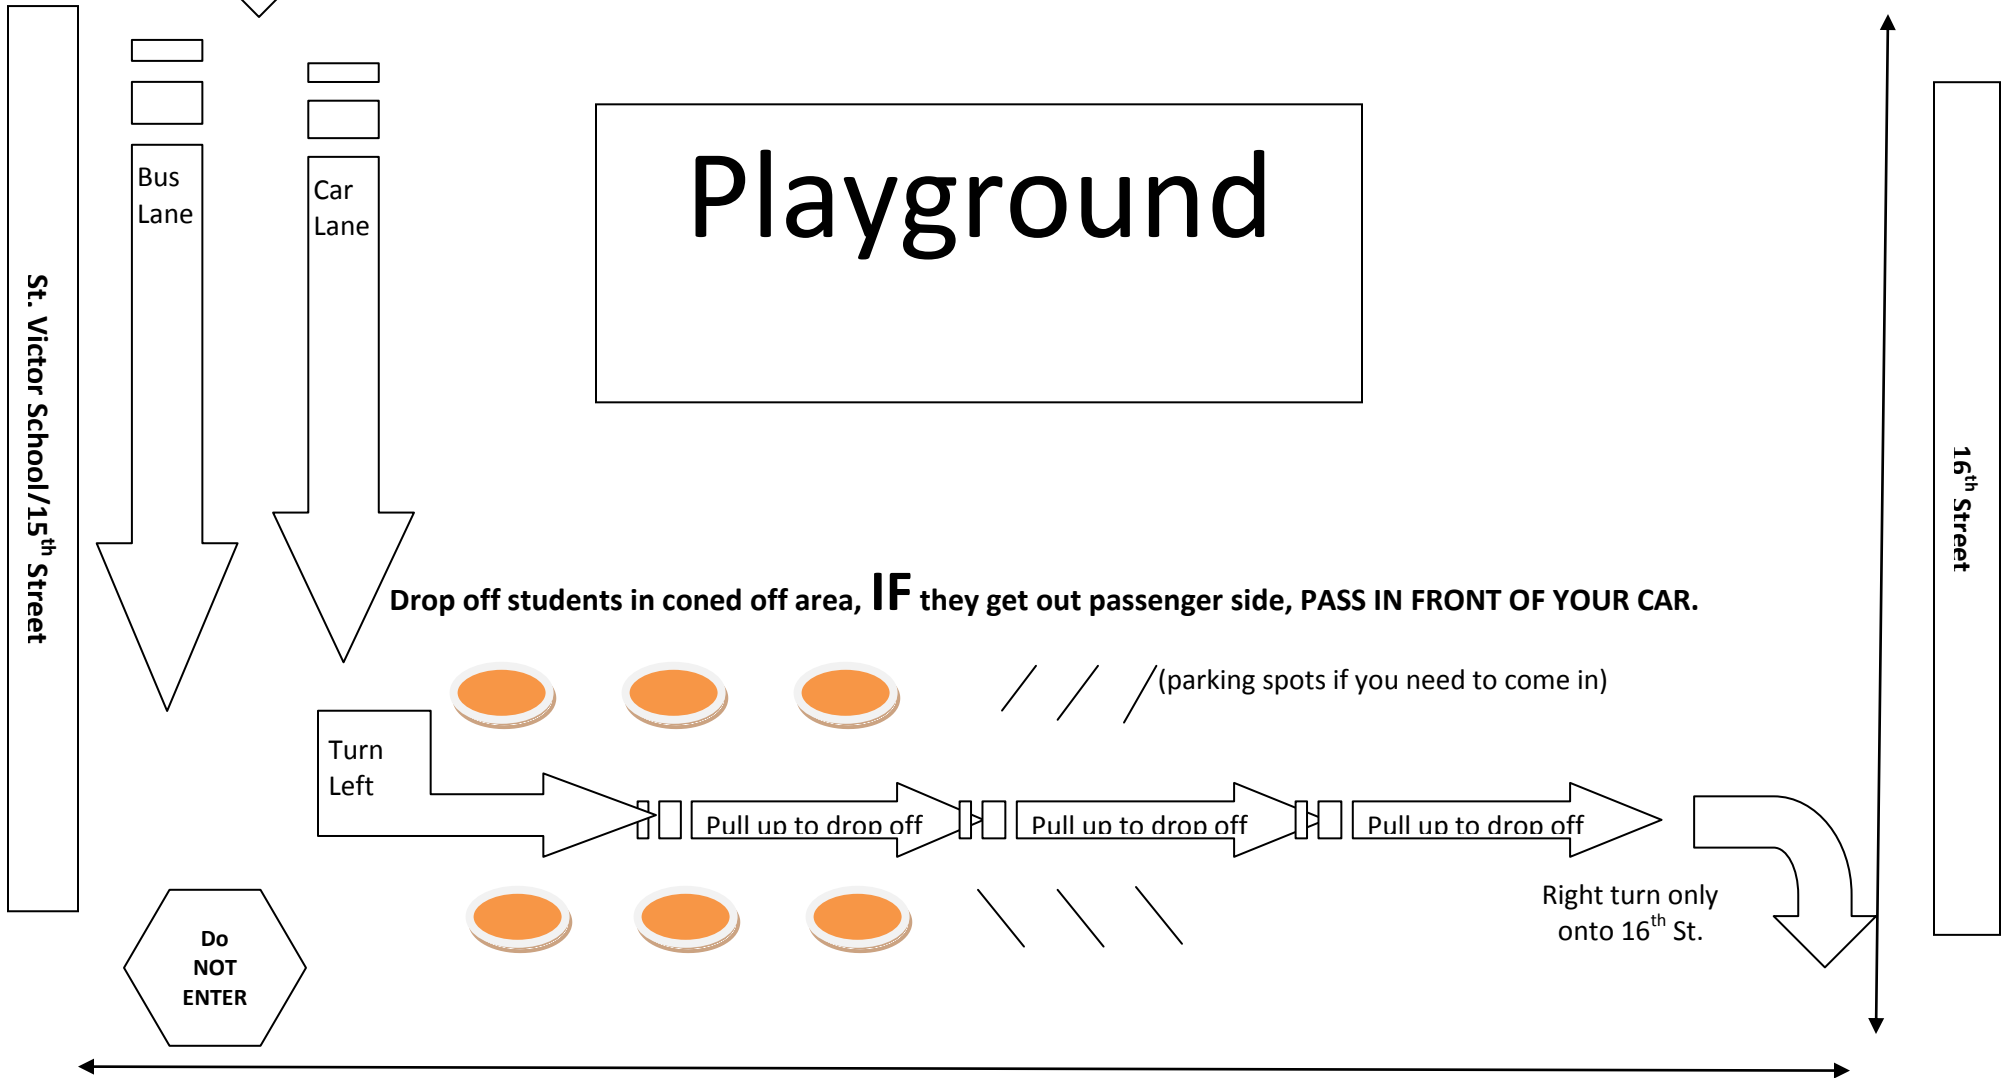 Playground
Bus
Lane
Car
Lane
St. Victor School/15th Street
16th Street
Drop off students in coned off area, IF they get out passenger side, PASS IN FRONT OF YOUR CAR.
(parking spots if you need to come in)
Turn
Left
Pull up to drop off
Pull up to drop off
Pull up to drop off
Right turn only
onto 16th St.
Do
NOT
ENTER